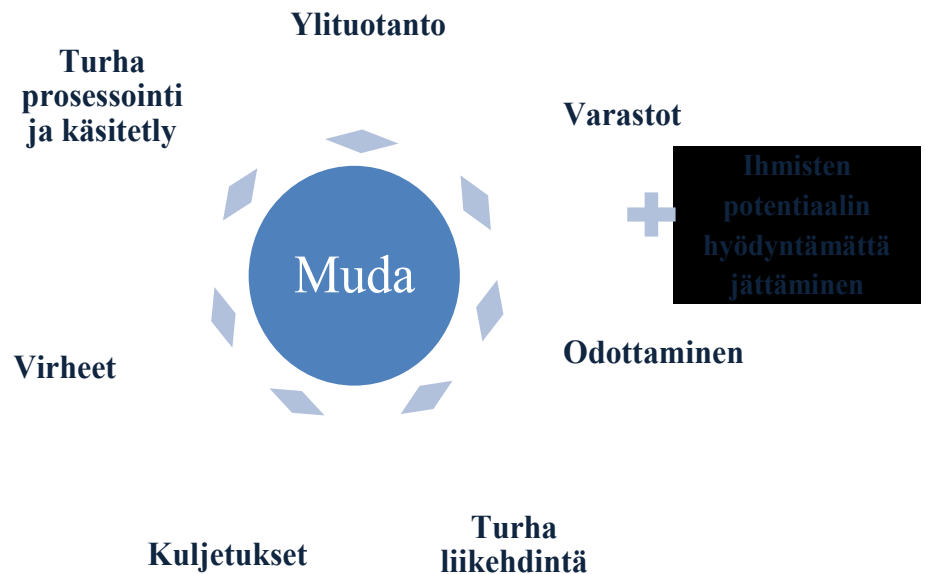 Ylituotanto
Turha
prosessointi
ja käsitetly
Varastot
Ihmisten
potentiaalin
hyödyntämättä
jättäminen
Muda
Odottaminen
Virheet
Turha
liikehdintä
Kuljetukset